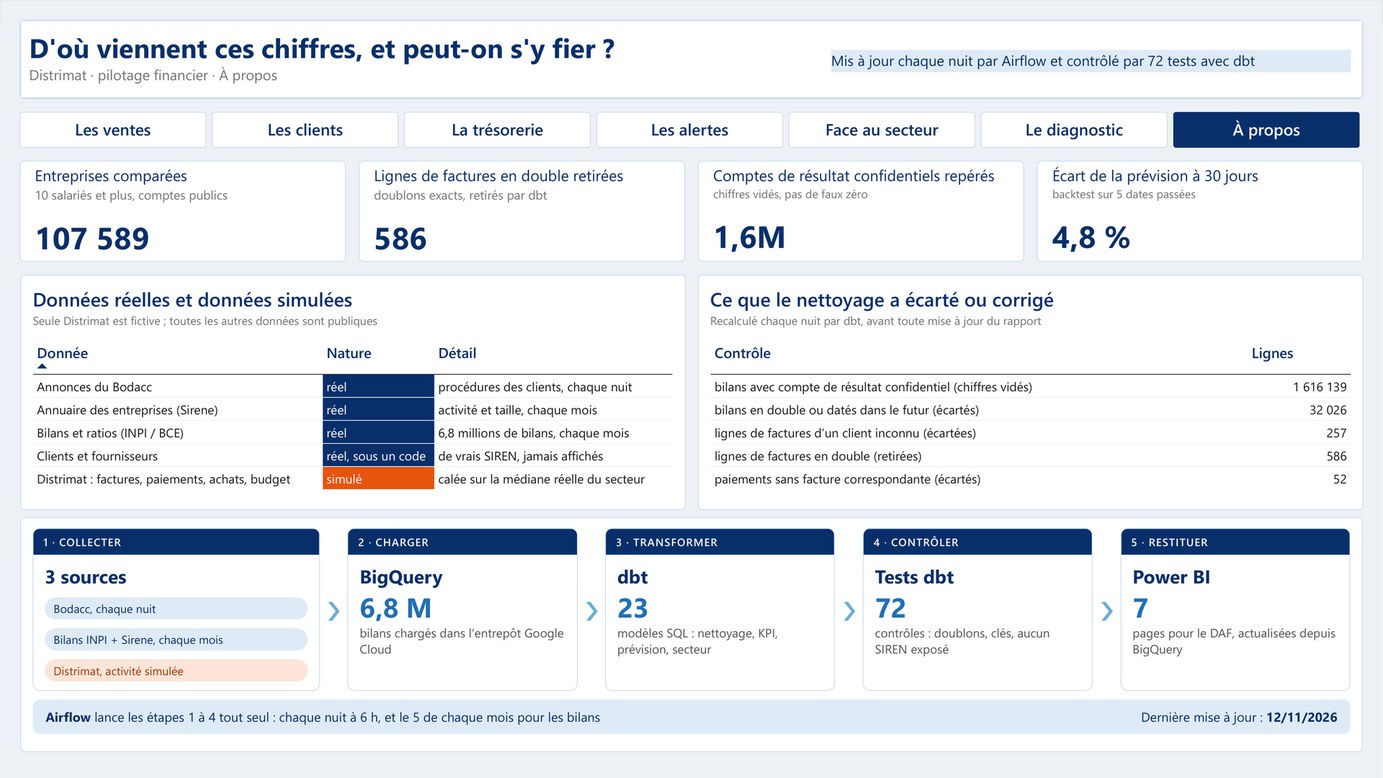 D'où viennent ces chiffres, et peut-on s'y fier ?
Distrimat · pilotage financier · À propos
Mis à jour chaque nuit par Airflow et contrôlé par 72 tests avec dbt
Les ventes
Les clients
La trésorerie
Les alertes
Face au secteur
Le diagnostic
À propos
Entreprises comparées
10 salariés et plus, comptes publics
107 589
Lignes de factures en double retirées
doublons exacts, retirés par dbt
586
Comptes de résultat confidentiels repérés
chiffres vidés, pas de faux zéro
1,6M
Écart de la prévision à 30 jours
backtest sur 5 dates passées
4,8 %
Données réelles et données simulées
Seule Distrimat est fictive ; toutes les autres données sont publiques
Donnée Nature Détail
Annonces du Bodacc réel procédures des clients, chaque nuit
Annuaire des entreprises (Sirene) réel activité et taille, chaque mois
Bilans et ratios (INPI / BCE) réel 6,8 millions de bilans, chaque mois
Clients et fournisseurs réel, sous un code de vrais SIREN, jamais affichés
Distrimat : factures, paiements, achats, budget simulé calée sur la médiane réelle du secteur
Ce que le nettoyage a écarté ou corrigé
Recalculé chaque nuit par dbt, avant toute mise à jour du rapport
Contrôle Lignes
bilans avec compte de résultat confidentiel (chiffres vidés) 1 616 139
bilans en double ou datés dans le futur (écartés) 32 026
lignes de factures d’un client inconnu (écartées) 257
lignes de factures en double (retirées) 586
paiements sans facture correspondante (écartés) 52
1 · COLLECTER
3 sources
Bodacc, chaque nuit
Bilans INPI + Sirene, chaque mois
Distrimat, activité simulée
2 · CHARGER
BigQuery
6,8 M
bilans chargés dans l'entrepôt Google
Cloud
3 · TRANSFORMER
dbt
23
modèles SQL : nettoyage, KPI,
prévision, secteur
4 · CONTRÔLER
Tests dbt
72
contrôles : doublons, clés, aucun
SIREN exposé
5 · RESTITUER
Power BI
7
pages pour le DAF, actualisées depuis
BigQuery
Airflow lance les étapes 1 à 4 tout seul : chaque nuit à 6 h, et le 5 de chaque mois pour les bilans
Dernière mise à jour : 12/11/2026